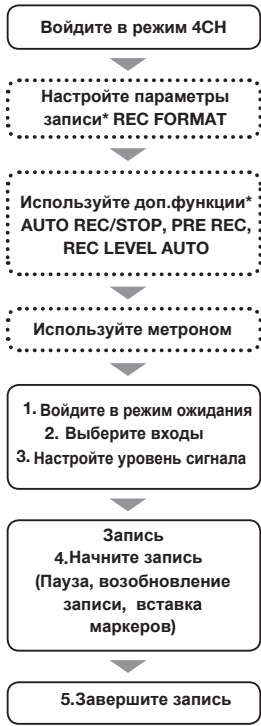 Войдите в режим 4CH
Настройте параметры
записи* REC FORMAT
Используйте доп.функции*
AUTO REC/STOP, PRE REC,
REC LEVEL AUTO
Используйте метроном
1. Войдите в режим ожидания
2. Выберите входы
3. Настройте уровень сигнала
Запись
4.Начните запись
(Пауза, возобновление
записи, вставка
маркеров)
5.Завершите запись